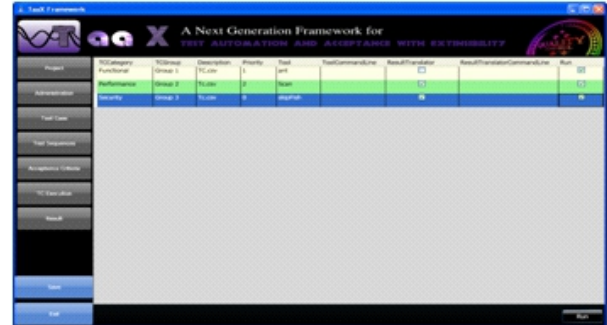 TaaX Framework
aa X
A Next Generation Framework for
TEST AUTOMATION AND ACCEPTANCE WITH EXTENSIBILITY
Project
Administration
Test Case
Test Sequences
Acceptance Criteria
TC Execution
Result
Save
Exit
TCCategory TCGroup Description Priority Tool ToolCommandLine ResultTranslator ResultTranslatorCommandLine Run
Functional Group 1 TC.csv 1 ant
Performance Group 2 Tc.csv 2 Scan
Security Group 3 Tc.csv
Run